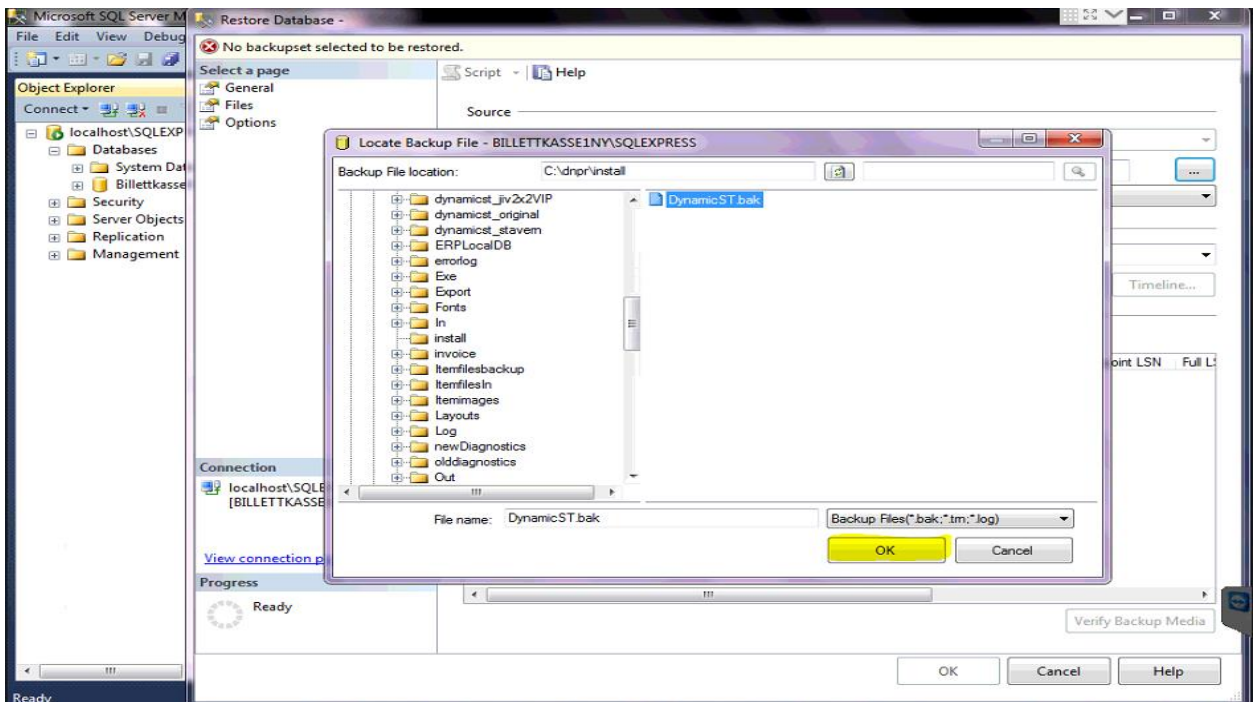 Microsoft SQL Server M
Restore Database -
File Edit View Debug
No backupset selected to be restored.
Select a page
Script Help
General
Files
Options
Object Explorer
Connect
localhost\SQLEXP
Databases
System Dat
Billettkasse
Security
Server Objects
Replication
Management
Source
...
Timeline...
oint LSN Full L
Locate Backup File - BILLETTKASSE1NY\SQLEXPRESS
Backup File location: C:\dnpr\install
dynamicst_jiv2x2VIP
dynamicst_original
dynamicst_stavern
ERPLocalDB
errorlog
Exe
Export
Fonts
In
install
invoice
Itemfilesbackup
ItemfilesIn
Itemimages
Layouts
Log
newDiagnostics
olddiagnostics
Out
DynamicST.bak
File name: DynamicST.bak
Backup Files(*.bak;*.trn;*.log)
OK Cancel
Connection
localhost\SQLE
[BILLETTKASSE
View connection p
Progress
Ready
Verify Backup Media
OK Cancel Help
Ready